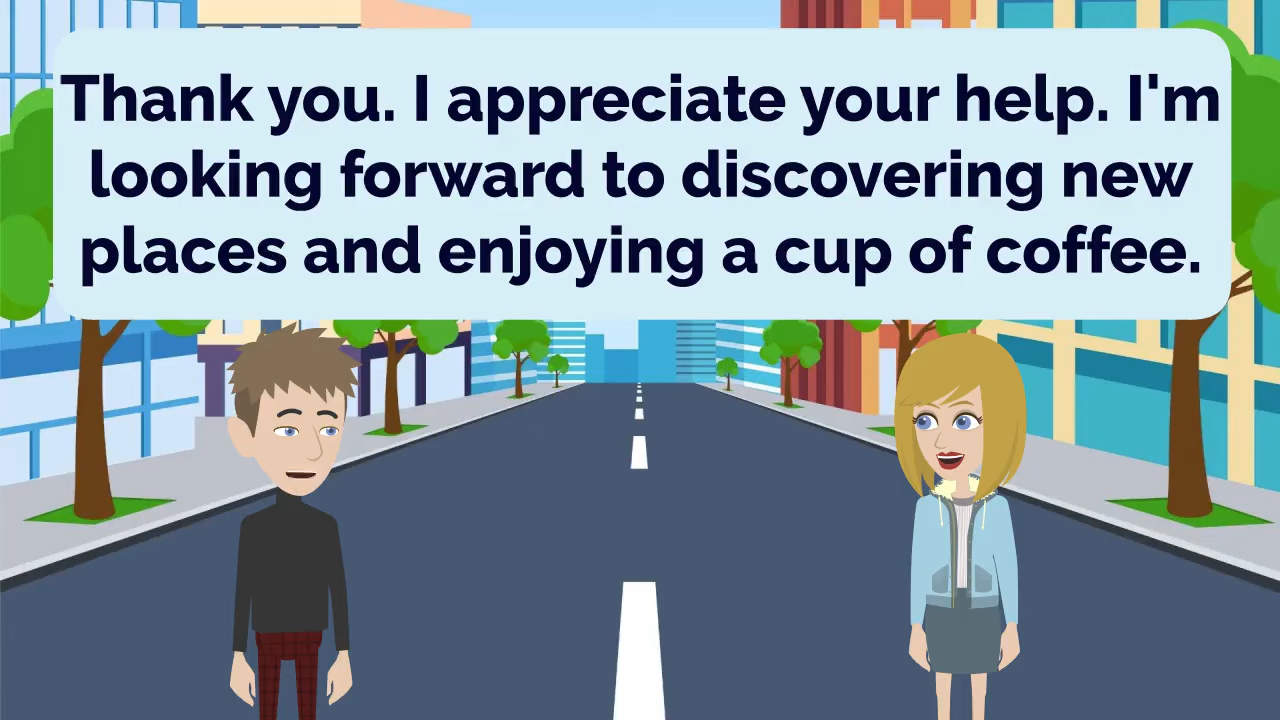 Thank you. I appreciate your help. I'm
looking forward to discovering new
places and enjoying a cup of coffee.